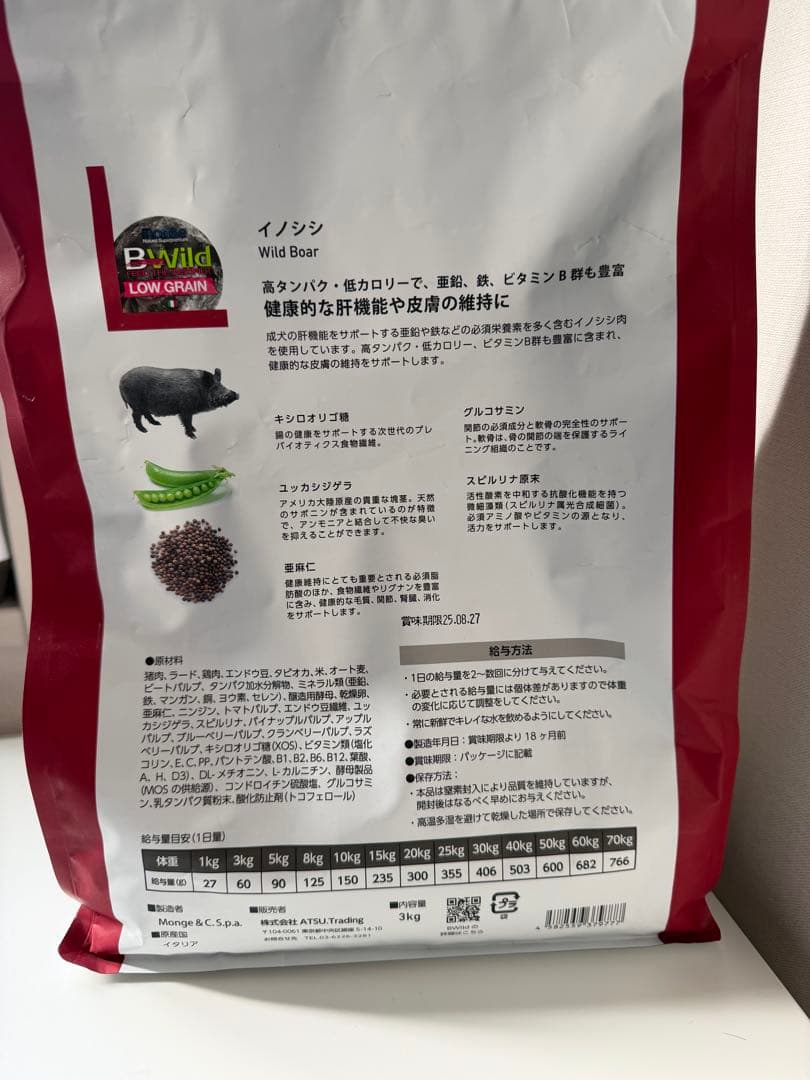 MONGE
Natural Superpremium
BWild
LOW GRAIN
イノシシ
Wild Boar
高タンパク・低カロリーで、亜鉛、鉄、ビタミン B 群も豊富
健康的な肝機能や皮膚の維持に
成犬の肝機能をサポートする亜鉛や鉄などの必須栄養素を多く含むイノシシ肉
を使用しています。高タンパク・低カロリー、ビタミンB群も豊富に含まれ、
健康的な皮膚の維持をサポートします。
キシロオリゴ糖
腸の健康をサポートする次世代のプレ
バイオティクス食物繊維。
グルコサミン
関節の必須成分と軟骨の完全性のサポー
ト。軟骨は、骨の関節の端を保護するライ
ニング組織のことです。
ユッカシジゲラ
アメリカ大陸原産の貴重な塊茎。天然
のサポニンが含まれているのが特徴
で、アンモニアと結合して不快な臭い
を抑えることができます。
スピルリナ原末
活性酸素を中和する抗酸化機能を持つ
微細藻類(スピルリナ属光合成細菌)。
必須アミノ酸やビタミンの源となり、
活力をサポートします。
亜麻仁
健康維持にとても重要とされる必須脂
肪酸のほか、食物繊維やリグナンを豊富
に含み、健康的な毛質、関節、腎臓、消化
をサポートします。
賞味期限25.08.27
●原材料
猪肉、ラード、鶏肉、エンドウ豆、タピオカ、米、オート麦、
ビートパルプ、タンパク加水分解物、ミネラル類(亜鉛、
鉄、マンガン、銅、ヨウ素、セレン)、醸造用酵母、乾燥卵、
亜麻仁、ニンジン、トマトパルプ、エンドウ豆繊維、ユッ
カシジゲラ、スピルリナ、パイナップルパルプ、アップル
パルプ、ブルーベリーパルプ、クランベリーパルプ、ラズ
ベリーパルプ、キシロオリゴ糖(XOS)、ビタミン類(塩化
コリン、E、C、PP、パントテン酸、B1、B2、B6、B12、葉酸、
A、H、D3)、DL-メチオニン、L-カルニチン、酵母製品
(MOS の供給源)、コンドロイチン硫酸塩、グルコサミ
ン、乳タンパク質粉末、酸化防止剤(トコフェロール)
給与方法
・1日の給与量を2〜数回に分けて与えてください。
・必要とされる給与量には個体差がありますので体重
の変化に応じて調整をしてください。
・常に新鮮でキレイな水を飲めるようにしてください。
●製造年月日:賞味期限より 18 ヶ月前
●賞味期限:パッケージに記載
●保存方法:
・本品は窒素封入により品質を維持していますが、
開封後はなるべく早めにお与えください。
・高温多湿を避けて乾燥した場所で保存してください。
給与量目安(1日量)
体重 1kg 3kg 5kg 8kg 10kg 15kg 20kg 25kg 30kg 40kg 50kg 60kg 70kg
給与量(g) 27 60 90 125 150 235 300 355 406 503 600 682 766
■製造者
Monge & C. S.p.a.
■原産国
イタリア
■販売者
株式会社 ATSU.Trading
〒104-0061 東京都中央区銀座 5-14-10
お問合せ先 TEL.03-6226-3281
■内容量
3kg
BWild の
詳細はこちら
プラ
袋